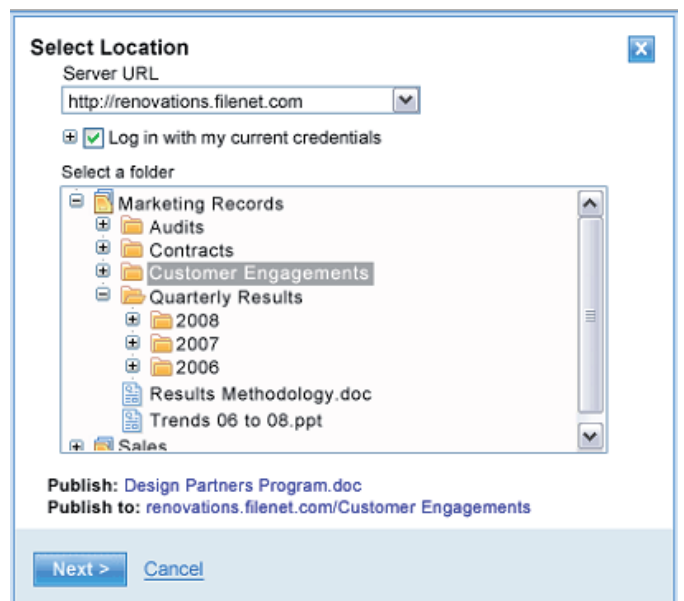 Select Location
Server URL
http://renovations.filenet.com
Log in with my current credentials
Select a folder
Marketing Records
Audits
Contracts
Customer Engagements
Quarterly Results
2008
2007
2006
Results Methodology.doc
Trends 06 to 08.ppt
Sales
Publish: Design Partners Program.doc
Publish to: renovations.filenet.com/Customer Engagements
Next > Cancel